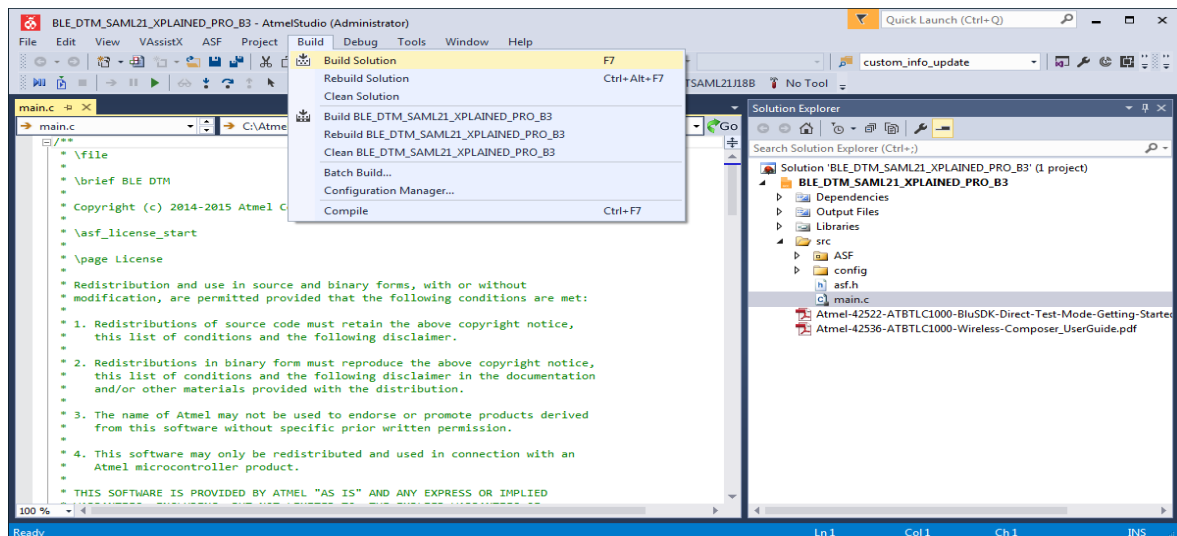 BLE_DTM_SAML21_XPLAINED_PRO_B3 - AtmelStudio (Administrator)
Quick Launch (Ctrl+Q)
File Edit View VAssistX ASF Project Build Debug Tools Window Help
custom_info_update
TSAML21J18B No Tool
Build Solution F7
Rebuild Solution Ctrl+Alt+F7
Clean Solution
Build BLE_DTM_SAML21_XPLAINED_PRO_B3
Rebuild BLE_DTM_SAML21_XPLAINED_PRO_B3
Clean BLE_DTM_SAML21_XPLAINED_PRO_B3
Batch Build...
Configuration Manager...
Compile Ctrl+F7
main.c
main.c C:\Atme Go
/**
* \file
*
* \brief BLE DTM
*
* Copyright (c) 2014-2015 Atmel C
*
* \asf_license_start
*
* \page License
*
* Redistribution and use in source and binary forms, with or without
* modification, are permitted provided that the following conditions are met:
*
* 1. Redistributions of source code must retain the above copyright notice,
* this list of conditions and the following disclaimer.
*
* 2. Redistributions in binary form must reproduce the above copyright notice,
* this list of conditions and the following disclaimer in the documentation
* and/or other materials provided with the distribution.
*
* 3. The name of Atmel may not be used to endorse or promote products derived
* from this software without specific prior written permission.
*
* 4. This software may only be redistributed and used in connection with an
* Atmel microcontroller product.
*
* THIS SOFTWARE IS PROVIDED BY ATMEL "AS IS" AND ANY EXPRESS OR IMPLIED
100 %
Solution Explorer
Search Solution Explorer (Ctrl+;)
Solution 'BLE_DTM_SAML21_XPLAINED_PRO_B3' (1 project)
BLE_DTM_SAML21_XPLAINED_PRO_B3
Dependencies
Output Files
Libraries
src
ASF
config
asf.h
main.c
Atmel-42522-ATBTLC1000-BluSDK-Direct-Test-Mode-Getting-Started
Atmel-42536-ATBTLC1000-Wireless-Composer_UserGuide.pdf
Ready Ln 1 Col 1 Ch 1 INS